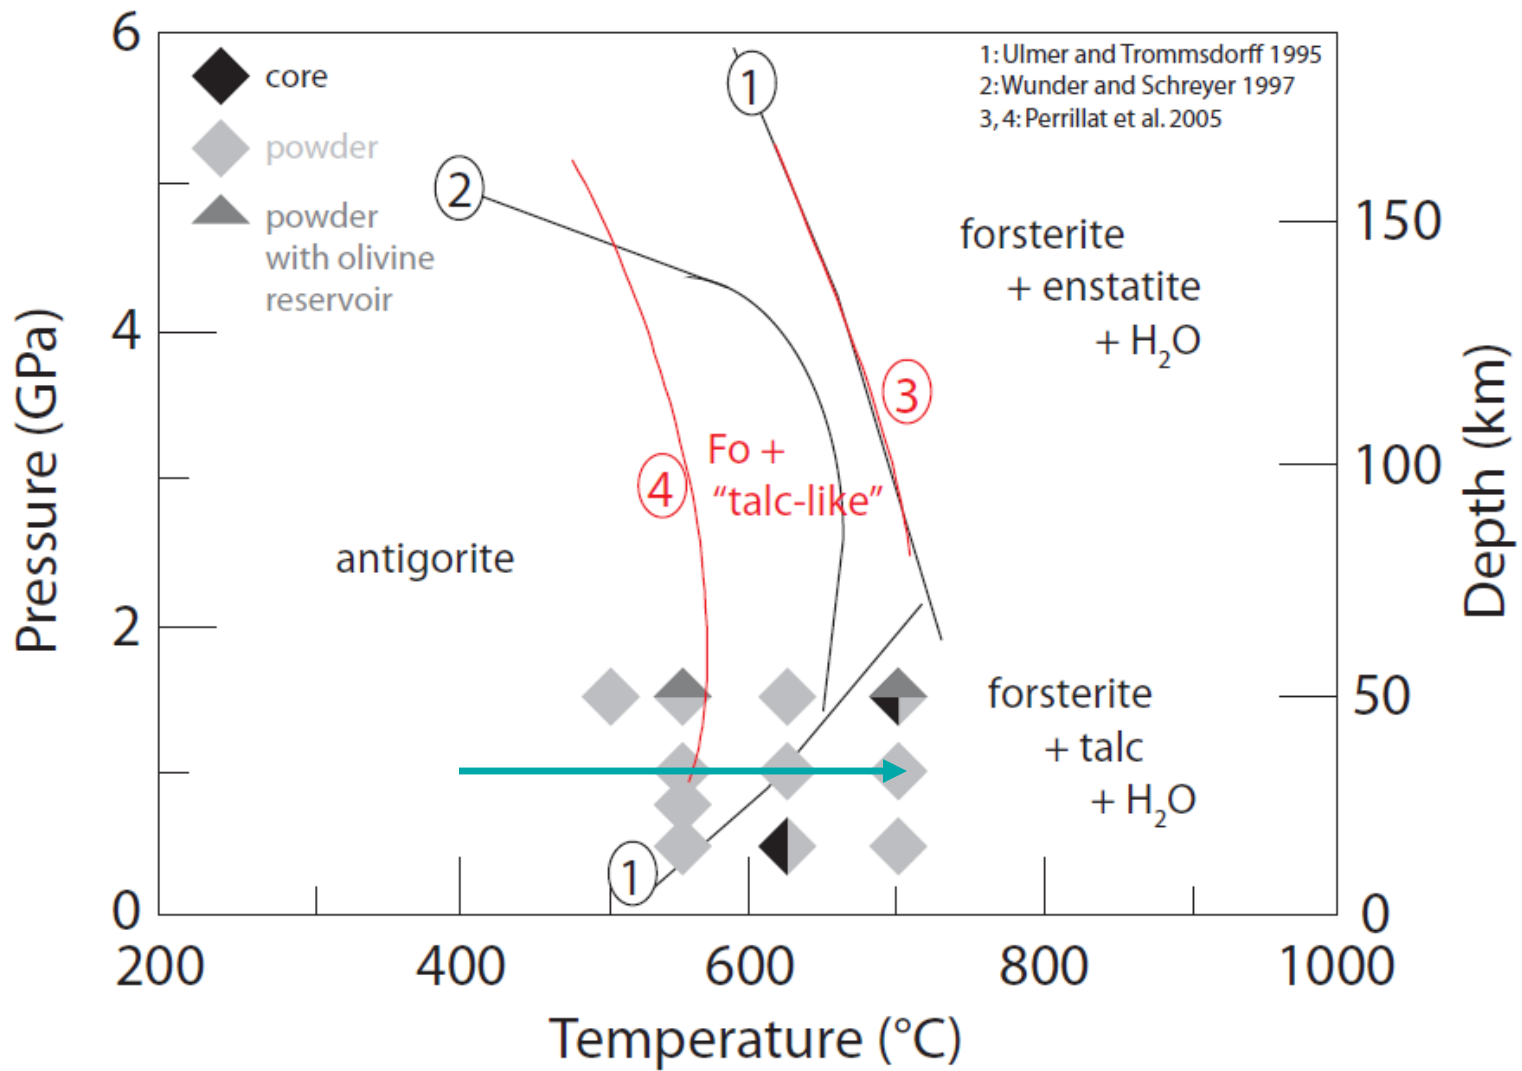 6
4
2
0
Pressure (GPa)
core
powder
powder
with olivine
reservoir
1: Ulmer and Trommsdorff 1995
2: Wunder and Schreyer 1997
3, 4: Perrillat et al. 2005
1
2
forsterite
+ enstatite
+ H₂O
3
Fo +
“talc-like”
4
antigorite
forsterite
+ talc
+ H₂O
1
150
100
50
0
Depth (km)
200
400
600
800
1000
Temperature (°C)